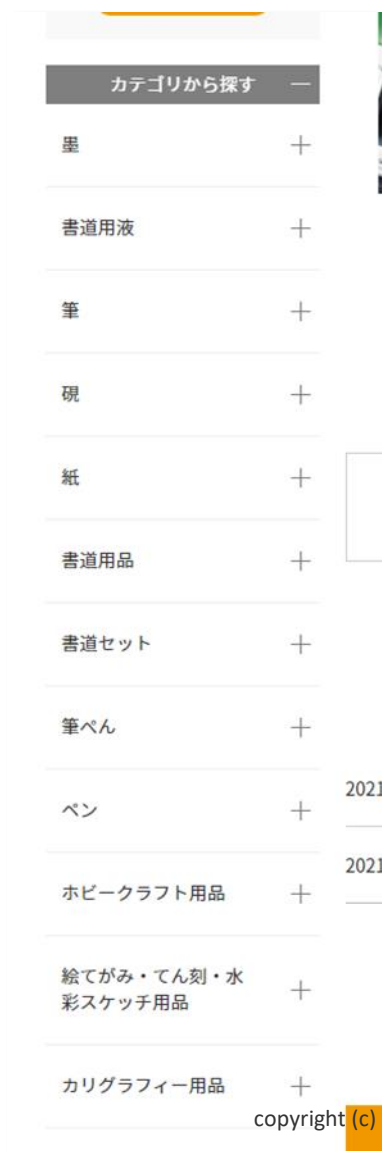 カテゴリから探す
墨
書道用液
筆
硯
紙
書道用品
書道セット
筆ぺん
2021
ペン
2021
ホビークラフト用品
絵てがみ・てん刻・水
彩スケッチ用品
カリグラフィー用品
copyright (c)